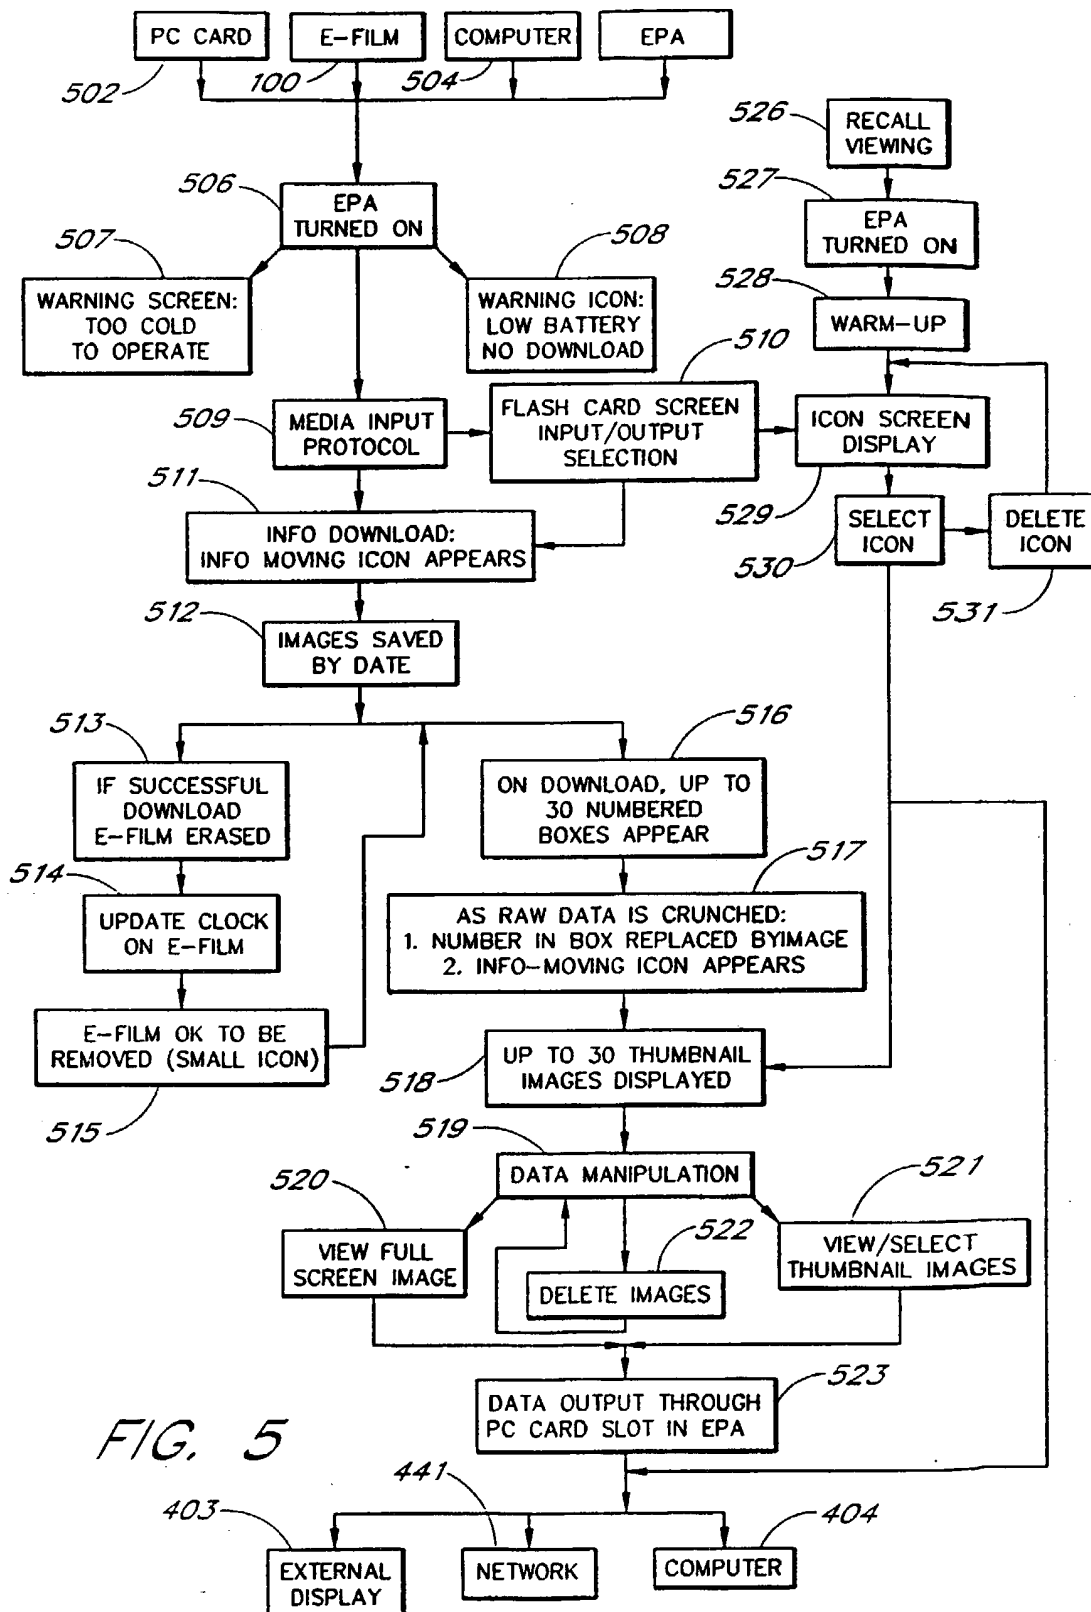 PC CARD
E-FILM
COMPUTER
EPA
502
100
504
526
RECALL
VIEWING
506
EPA
TURNED ON
527
EPA
TURNED ON
507
508
WARNING SCREEN:
TOO COLD
TO OPERATE
WARNING ICON:
LOW BATTERY
NO DOWNLOAD
528
WARM-UP
510
509
MEDIA INPUT
PROTOCOL
FLASH CARD SCREEN
INPUT/OUTPUT
SELECTION
ICON SCREEN
DISPLAY
511
529
INFO DOWNLOAD:
INFO MOVING ICON APPEARS
SELECT
ICON
DELETE
ICON
530
531
512
IMAGES SAVED
BY DATE
513
516
IF SUCCESSFUL
DOWNLOAD
E-FILM ERASED
ON DOWNLOAD, UP TO
30 NUMBERED
BOXES APPEAR
514
517
UPDATE CLOCK
ON E-FILM
AS RAW DATA IS CRUNCHED:
1. NUMBER IN BOX REPLACED BYIMAGE
2. INFO-MOVING ICON APPEARS
E-FILM OK TO BE
REMOVED (SMALL ICON)
515
518
UP TO 30 THUMBNAIL
IMAGES DISPLAYED
519
DATA MANIPULATION
520
521
522
VIEW FULL
SCREEN IMAGE
DELETE IMAGES
VIEW/SELECT
THUMBNAIL IMAGES
523
DATA OUTPUT THROUGH
PC CARD SLOT IN EPA
FIG. 5
403
441
404
EXTERNAL
DISPLAY
NETWORK
COMPUTER